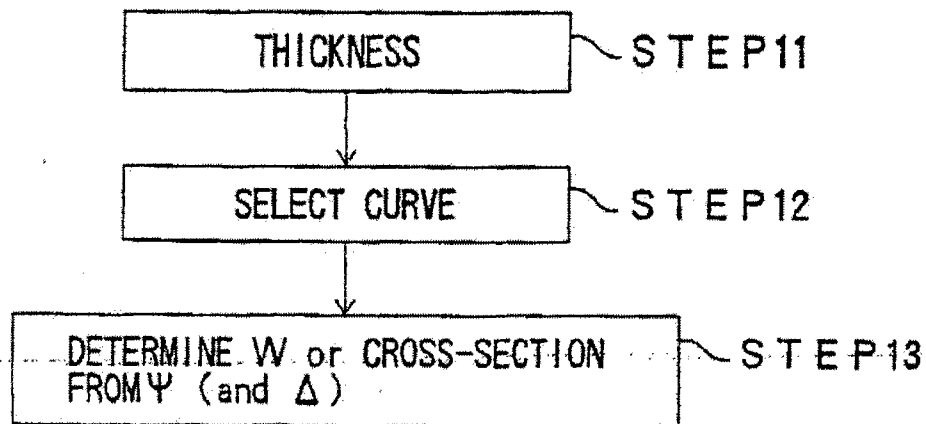 THICKNESS STEP11
SELECT CURVE STEP12
DETERMINE W or CROSS-SECTION STEP13
FROM Ψ (and Δ)